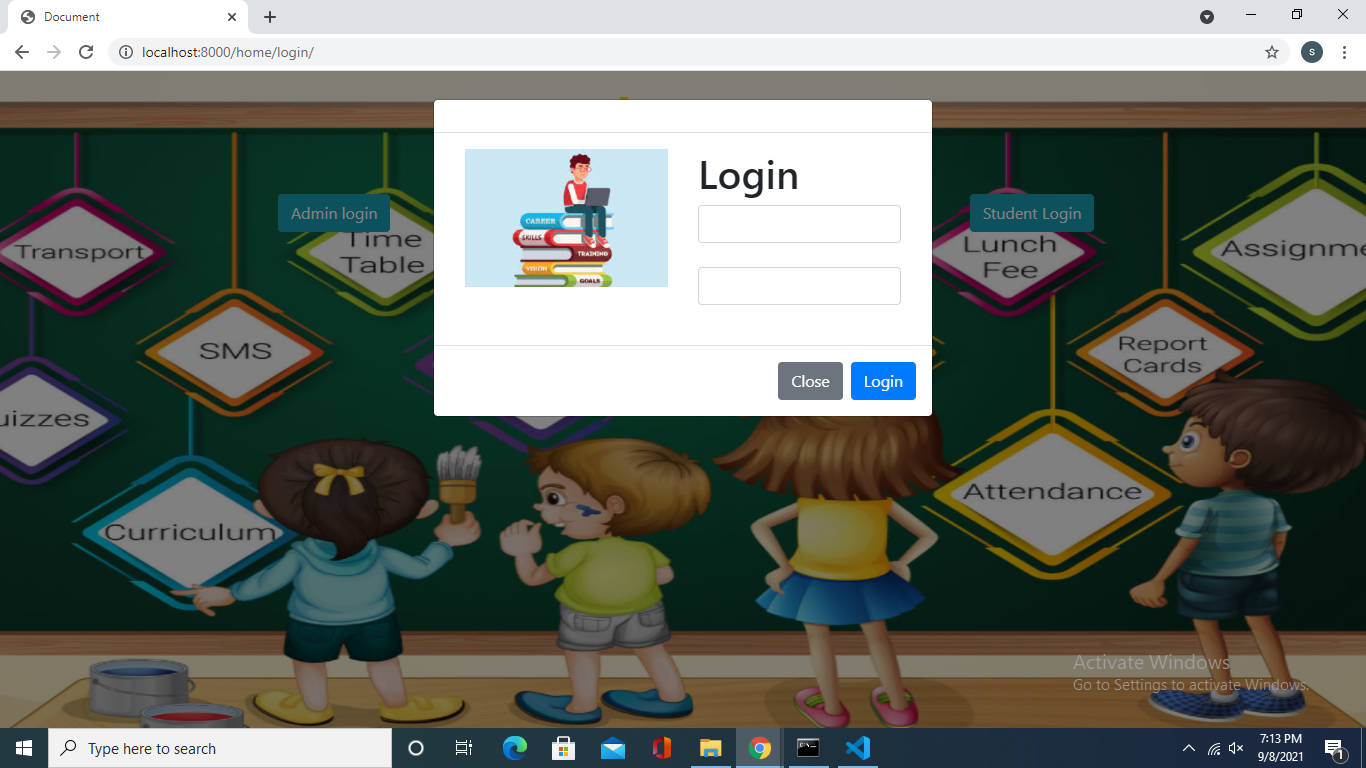 Document
localhost:8000/home/login/
s
Login
CAREER
SKILLS
TRAINING
VISION
GOALS
Close
Login
Admin login
Student Login
Transport
Time
Table
Lunch
Fee
Assignme
SMS
Report
Cards
uizzes
Attendance
Curriculum
Activate Windows
Go to Settings to activate Windows.
Type here to search
7:13 PM
9/8/2021
1